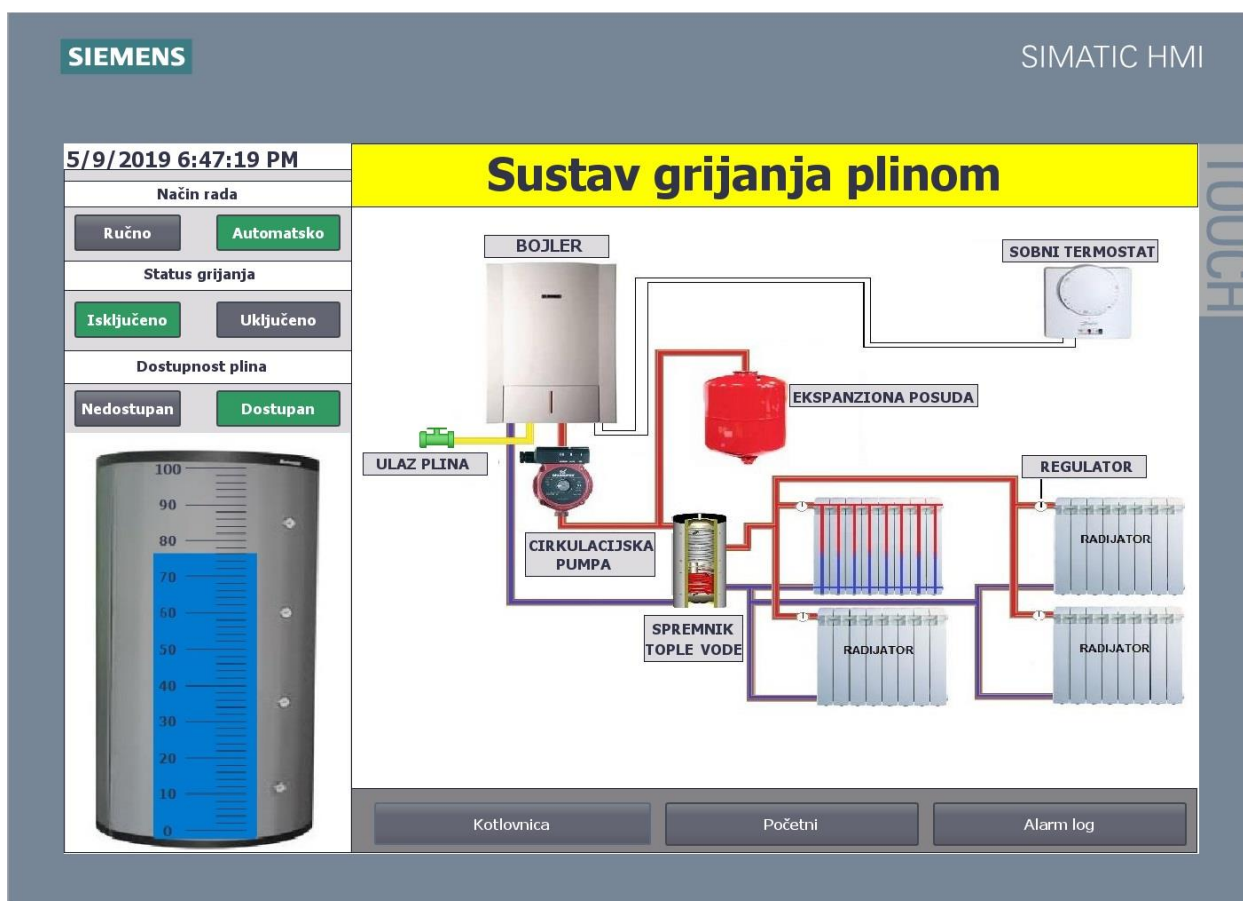 SIEMENS
SIMATIC HMI
TOUCH
5/9/2019 6:47:19 PM
Sustav grijanja plinom
Način rada
Ručno
Automatsko
Status grijanja
Isključeno
Uključeno
Dostupnost plina
Nedostupan
Dostupan
100
90
80
70
60
50
40
30
20
10
0
BOJLER
SOBNI TERMOSTAT
EKSPANZIONA POSUDA
ULAZ PLINA
REGULATOR
CIRKULACIJSKA
PUMPA
RADIJATOR
SPREMNIK
TOPLE VODE
RADIJATOR
RADIJATOR
Kotlovnica
Početni
Alarm log